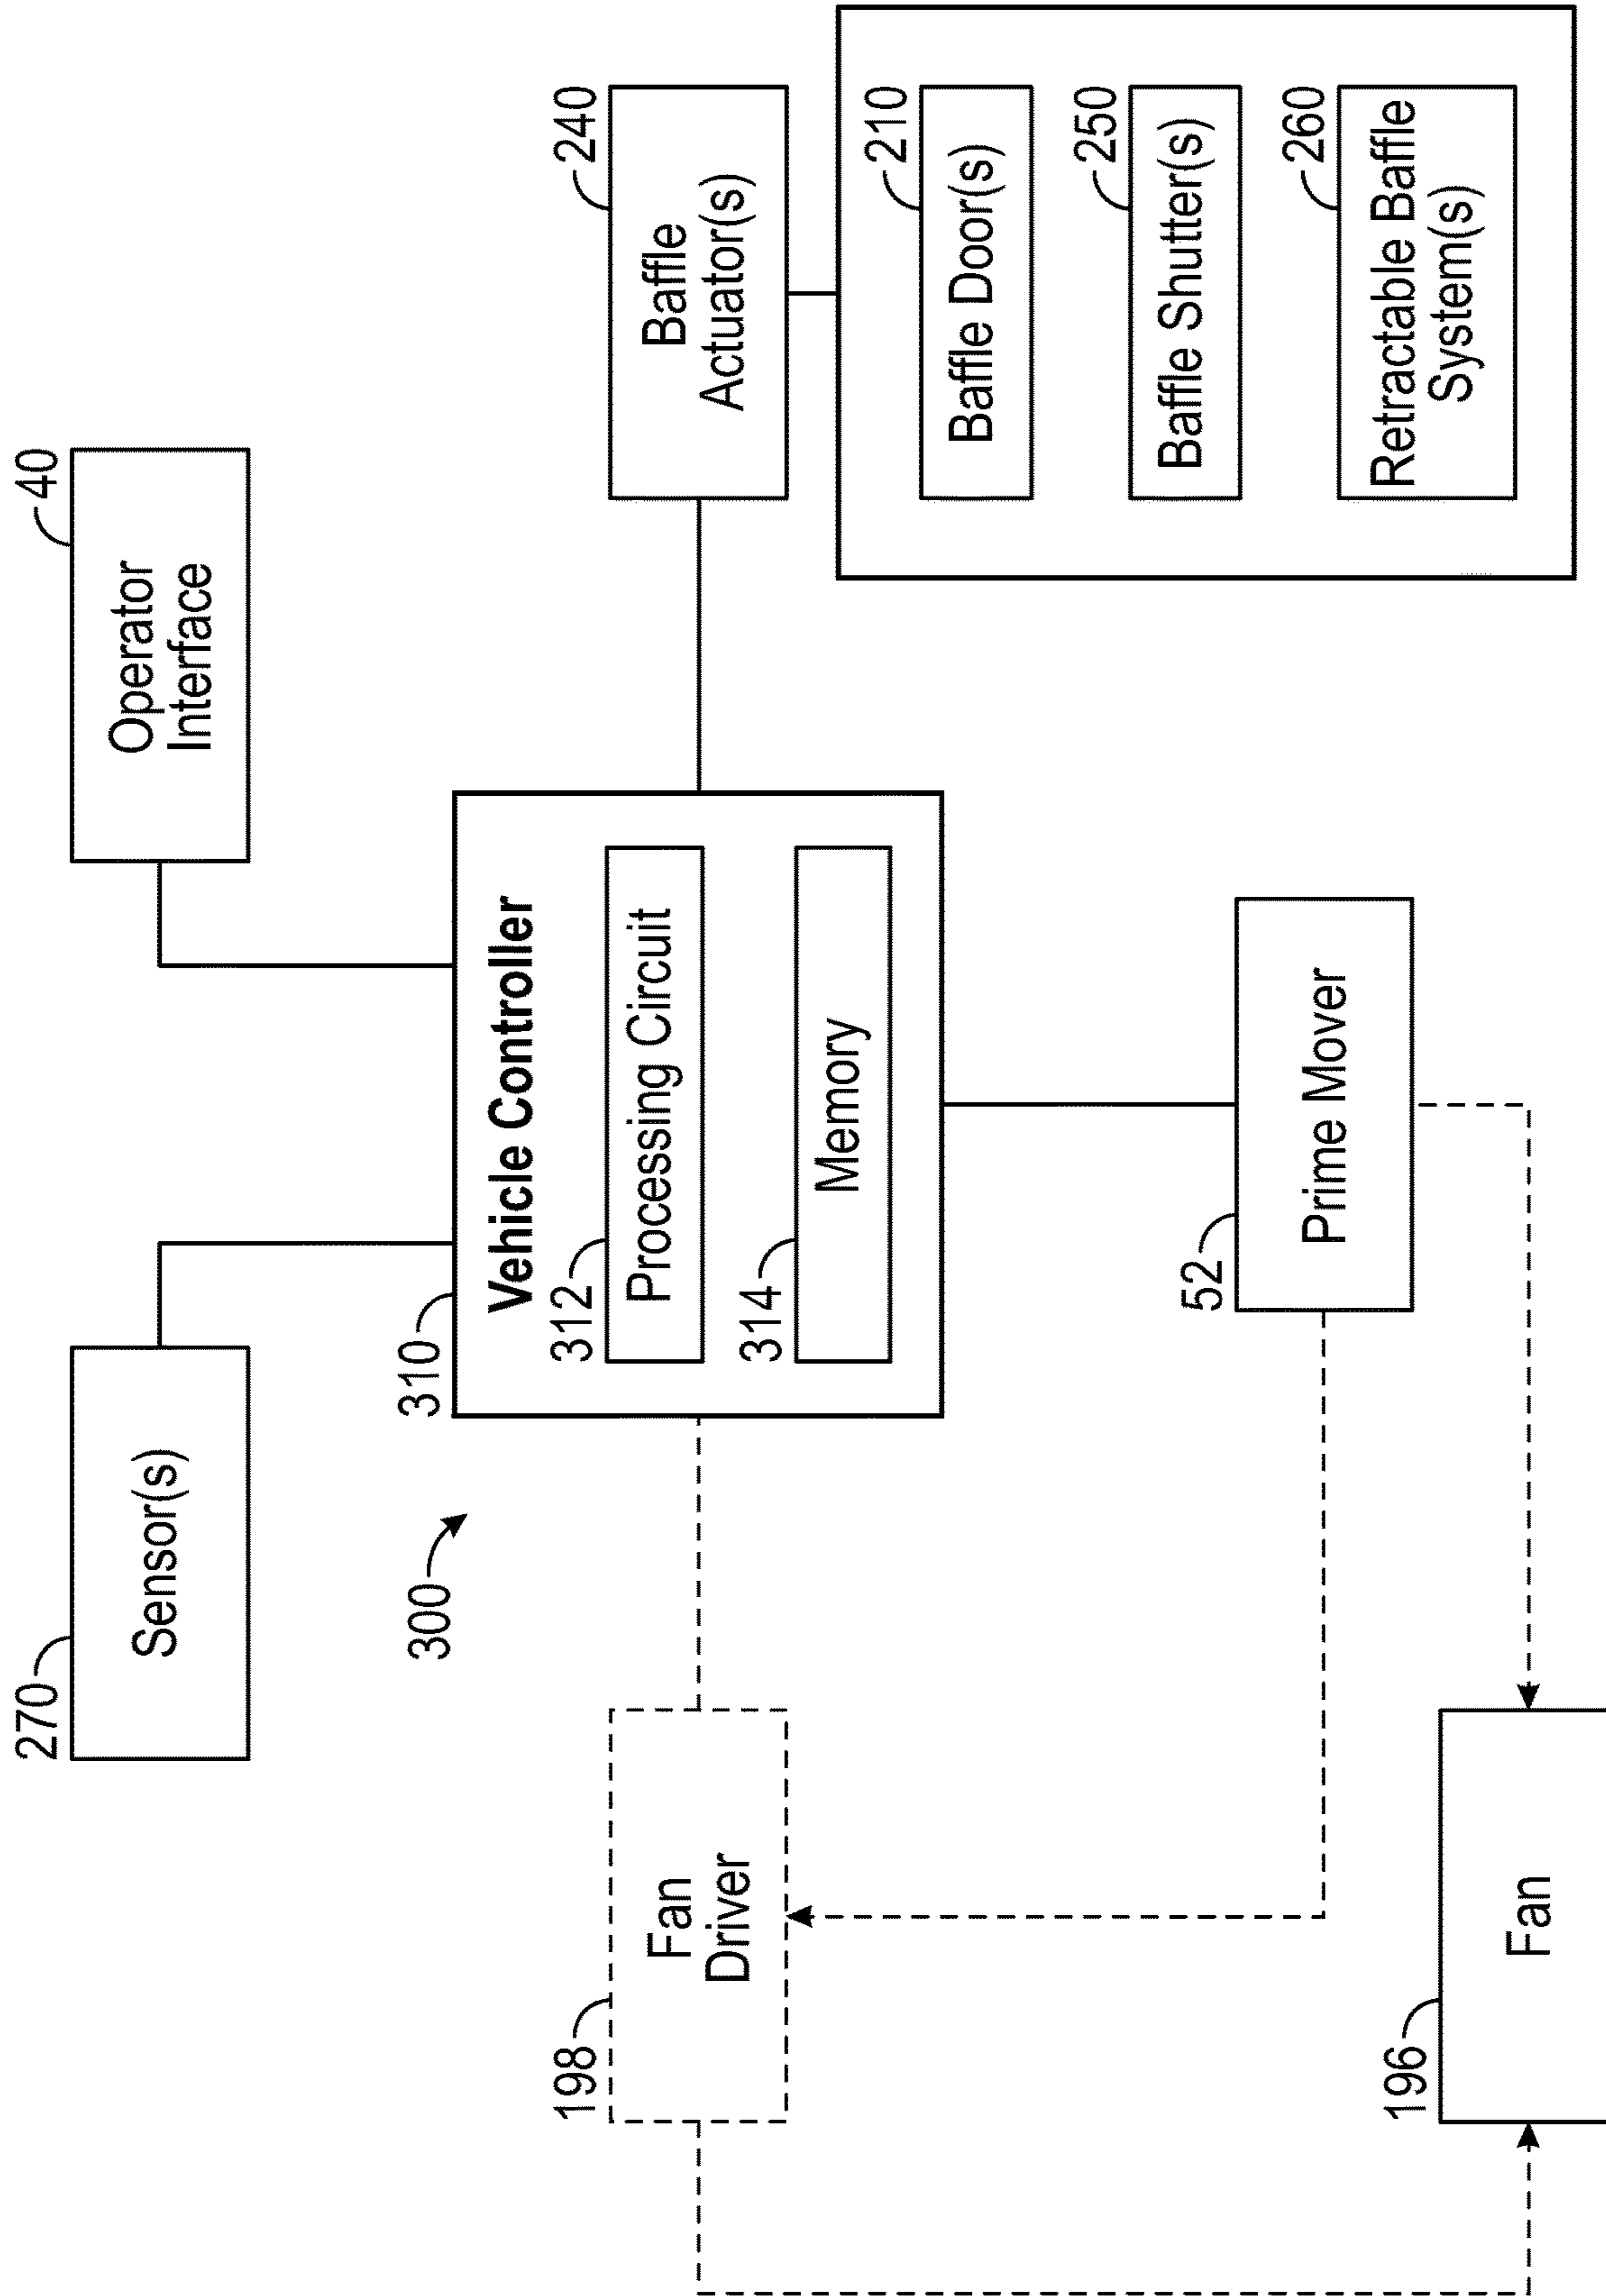 270
Sensor(s)
40
Operator
Interface
300
310
Vehicle Controller
312
Processing Circuit
314
Memory
198
Fan
Driver
240
Baffle
Actuator(s)
210
Baffle Door(s)
250
Baffle Shutter(s)
260
Retractable Baffle
System(s)
52
Prime Mover
196
Fan